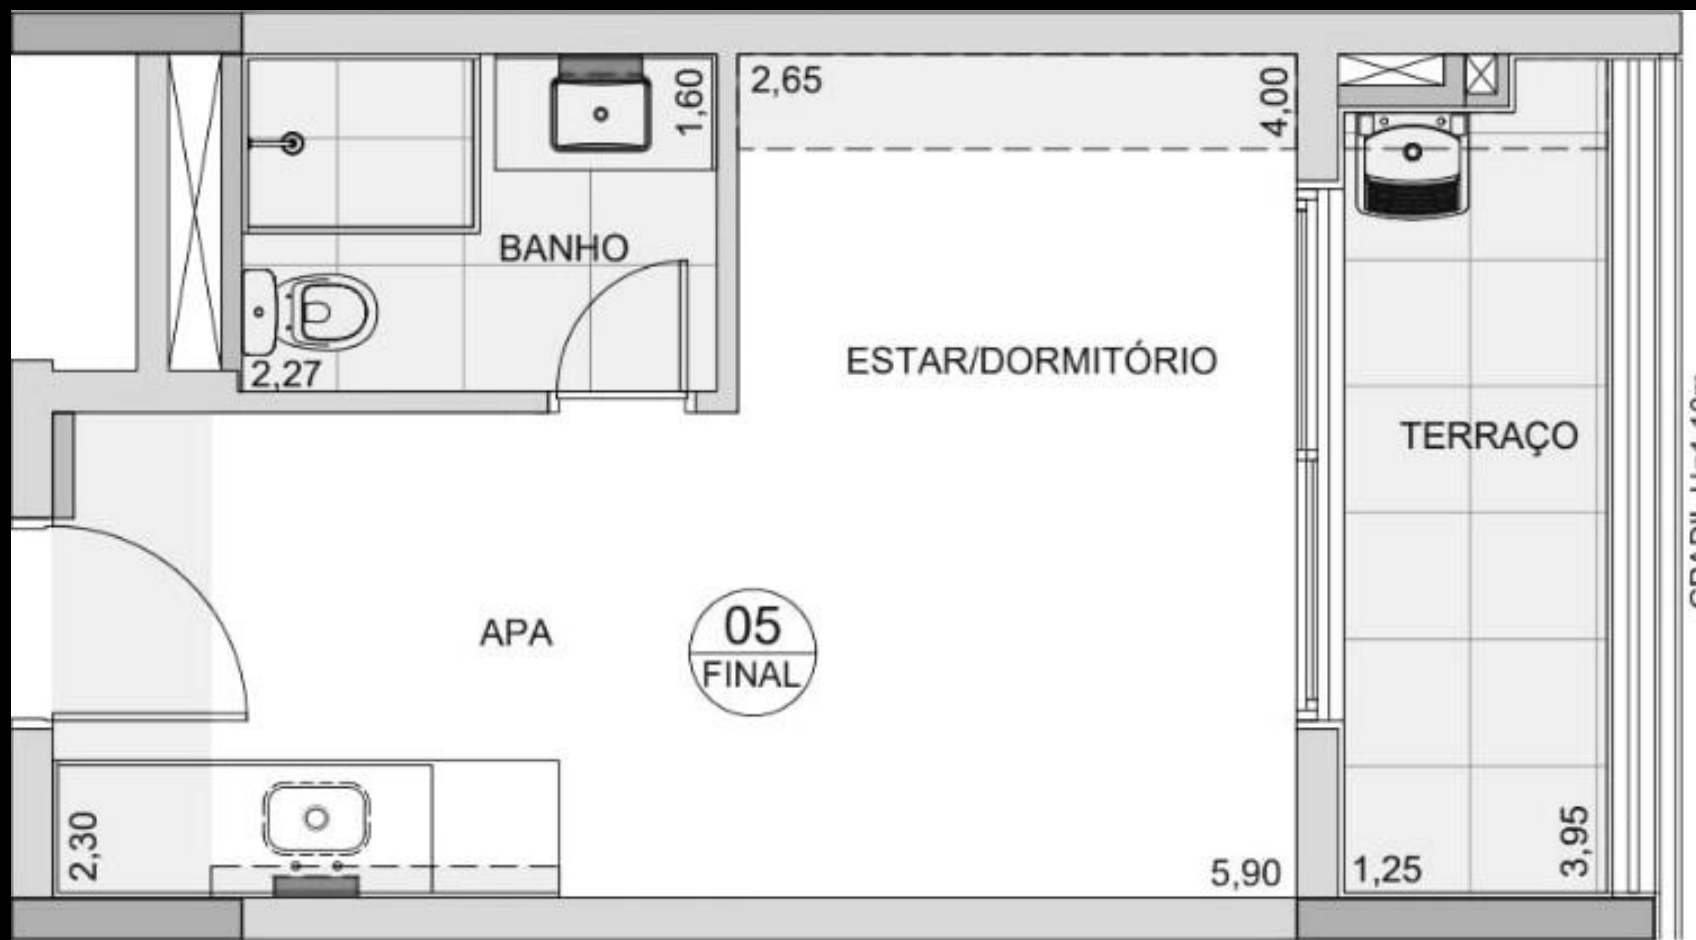 2,65
4,00
1,60
BANHO
2,27
ESTAR/DORMITÓRIO
TERRAÇO
APA
05
FINAL
2,30
5,90
1,25
3,95